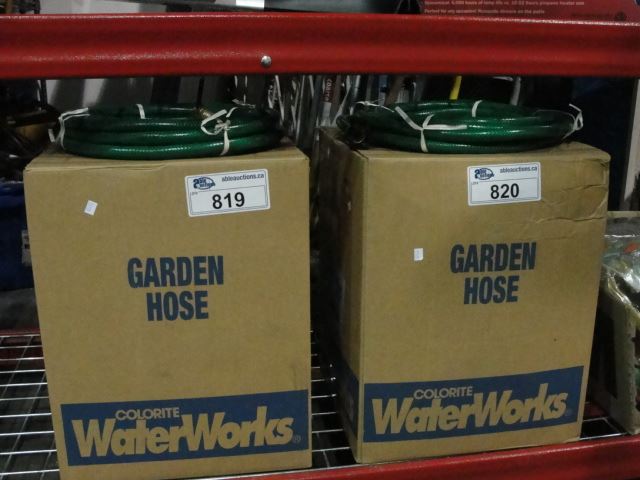 ableauctions.ca
819
GARDEN
HOSE
COLORITE
WaterWorks®
ableauctions.ca
820
GARDEN
HOSE
COLORITE
WaterWorks®